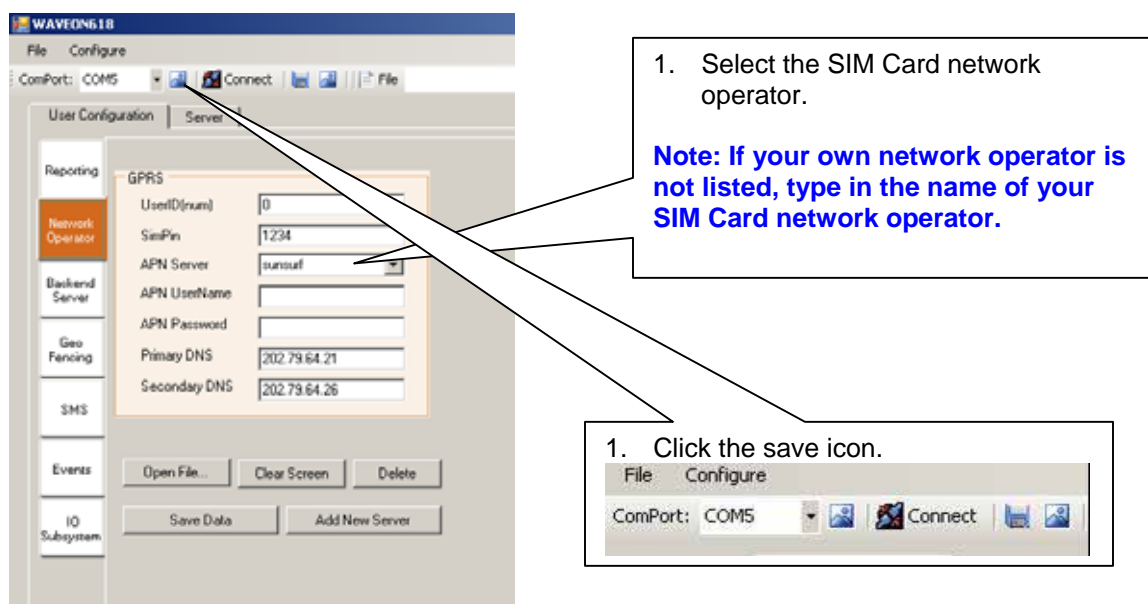 WAVEON618
File Configure
ComPort: COM5 Connect File
User Configuration Server
Reporting
Network
Operator
Backend
Server
Geo
Fencing
SMS
Events
IO
Subsystem
GPRS
UserID(num) 0
SimPin 1234
APN Server sunsurf
APN UserName
APN Password
Primary DNS 202.79.64.21
Secondary DNS 202.79.64.26
Open File... Clear Screen Delete
Save Data Add New Server
1. Select the SIM Card network
operator.
Note: If your own network operator is
not listed, type in the name of your
SIM Card network operator.
1. Click the save icon.
File Configure
ComPort: COM5 Connect